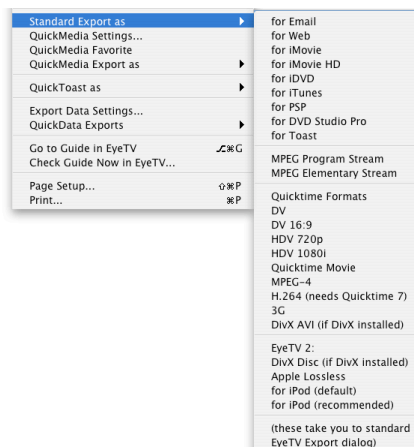 Standard Export as
QuickMedia Settings...
QuickMedia Favorite
QuickMedia Export as
QuickToast as
Export Data Settings...
QuickData Exports
Go to Guide in EyeTV ⌥⌘G
Check Guide Now in EyeTV...
Page Setup... ⇧⌘P
Print... ⌘P
for Email
for Web
for iMovie
for iMovie HD
for iDVD
for iTunes
for PSP
for DVD Studio Pro
for Toast
MPEG Program Stream
MPEG Elementary Stream
Quicktime Formats
DV
DV 16:9
HDV 720p
HDV 1080i
Quicktime Movie
MPEG-4
H.264 (needs Quicktime 7)
3G
DivX AVI (if DivX installed)
EyeTV 2:
DivX Disc (if DivX installed)
Apple Lossless
for iPod (default)
for iPod (recommended)
(these take you to standard
EyeTV Export dialog)